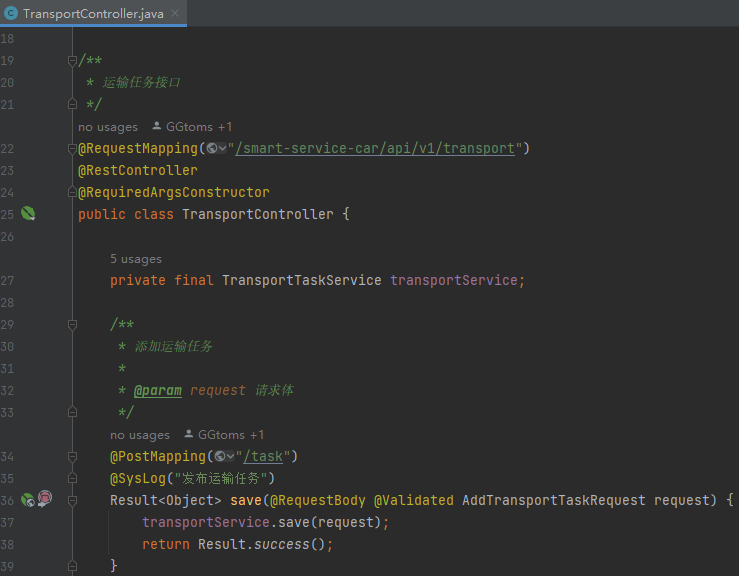 TransportController.java
18
19 /**
20 * 运输任务接口
21 */
no usages GGtoms +1
22 @RequestMapping("/smart-service-car/api/v1/transport")
23 @RestController
24 @RequiredArgsConstructor
25 public class TransportController {
26
5 usages
27 private final TransportTaskService transportService;
28
29 /**
30 * 添加运输任务
31 *
32 * @param request 请求体
33 */
no usages GGtoms +1
34 @PostMapping("/task")
35 @SysLog("发布运输任务")
36 Result<Object> save(@RequestBody @Validated AddTransportTaskRequest request) {
37 transportService.save(request);
38 return Result.success();
39 }